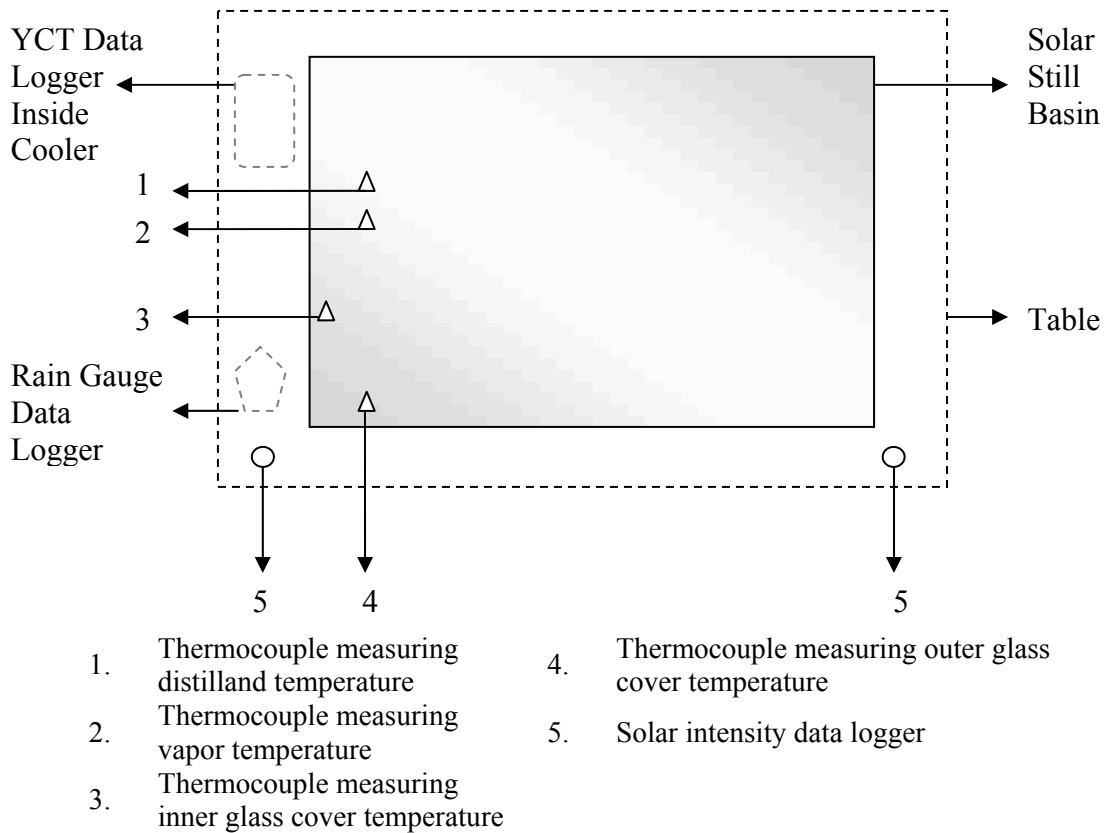 YCT Data
Logger
Inside
Cooler
Solar
Still
Basin
1
2
3
Table
Rain Gauge
Data
Logger
5
4
5
1. Thermocouple measuring
distilland temperature
2. Thermocouple measuring
vapor temperature
3. Thermocouple measuring
inner glass cover temperature
4. Thermocouple measuring outer glass
cover temperature
5. Solar intensity data logger